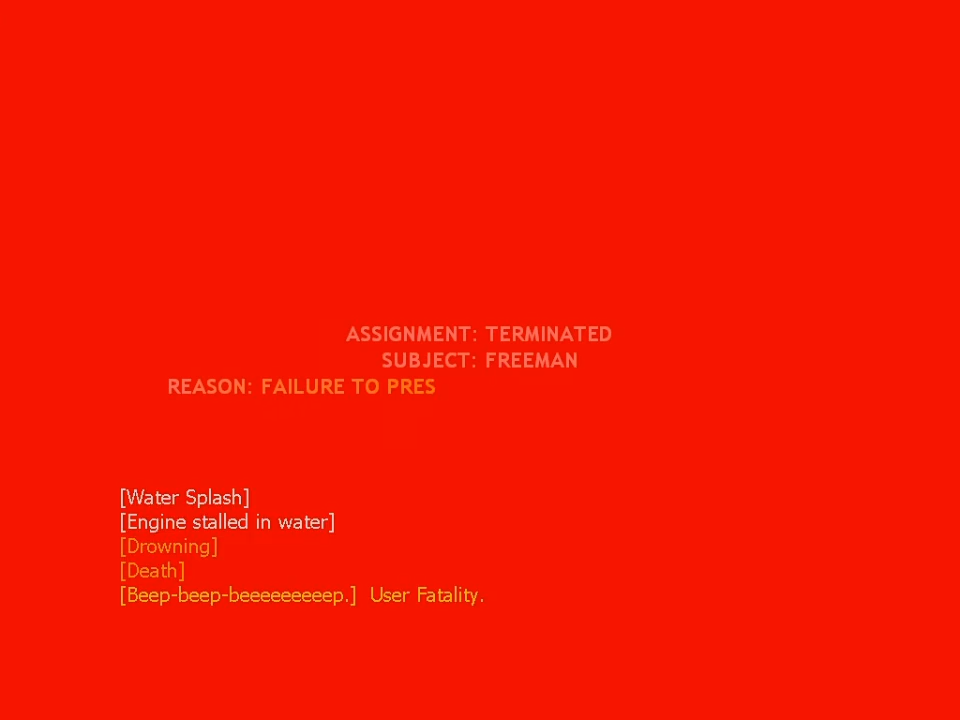 ASSIGNMENT: TERMINATED
SUBJECT: FREEMAN
REASON: FAILURE TO PRES
[Water Splash]
[Engine stalled in water]
[Drowning]
[Death]
[Beep-beep-beeeeeeeeep.] User Fatality.